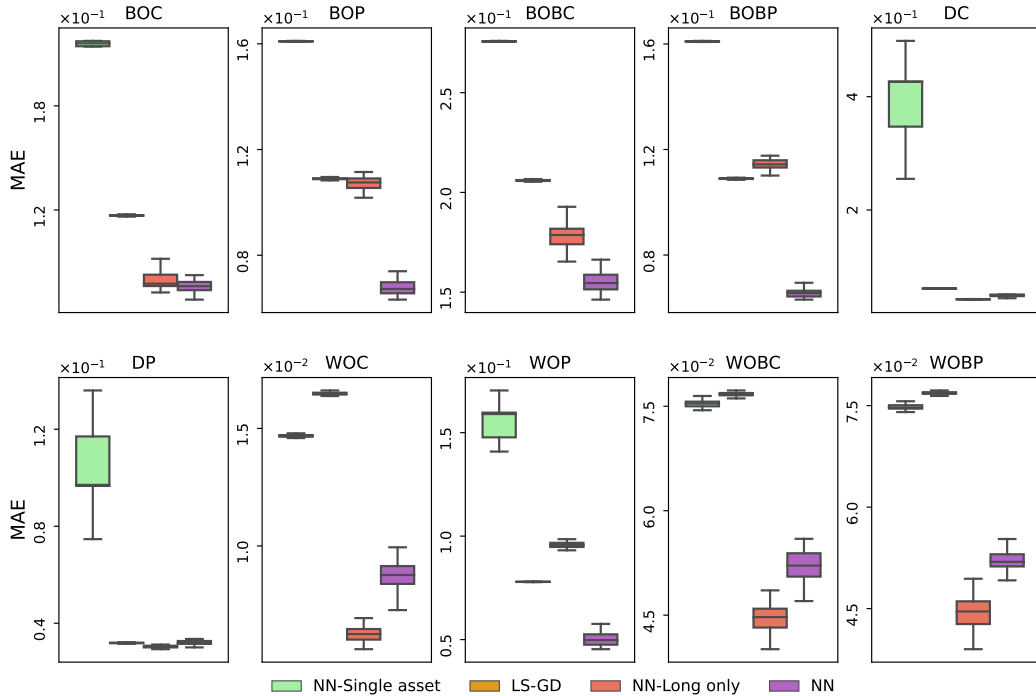 BOC
×10⁻¹
MAE
1.8
1.2
BOP
×10⁻¹
1.6
1.2
0.8
BOBC
×10⁻¹
2.5
2.0
1.5
BOBP
×10⁻¹
1.6
1.2
0.8
DC
×10⁻¹
4
2
DP
×10⁻¹
MAE
1.2
0.8
0.4
WOC
×10⁻²
1.5
1.0
WOP
×10⁻¹
1.5
1.0
0.5
WOBC
×10⁻²
7.5
6.0
4.5
WOBP
×10⁻²
7.5
6.0
4.5
NN-Single asset LS-GD NN-Long only NN